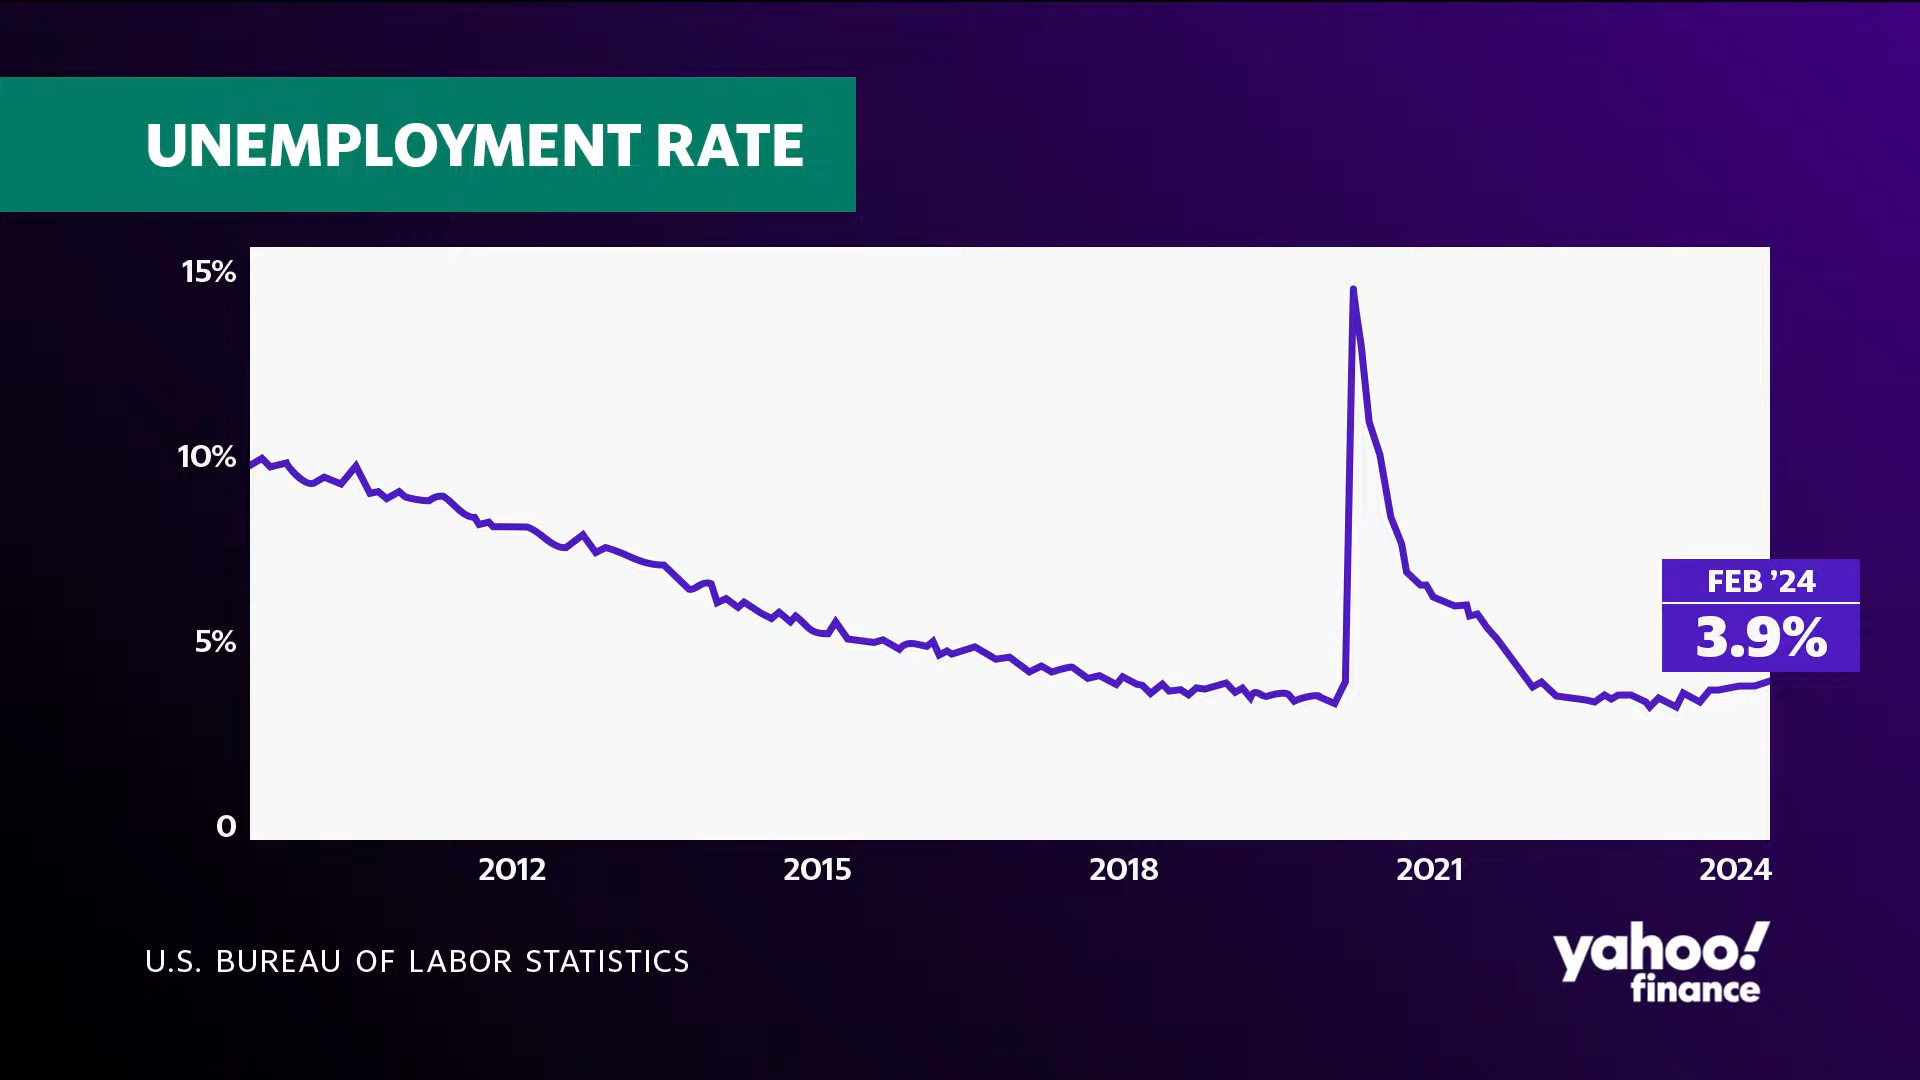 UNEMPLOYMENT RATE
15%
10%
5%
0
FEB ’24
3.9%
2012
2015
2018
2021
2024
U.S. BUREAU OF LABOR STATISTICS
yahoo!
finance